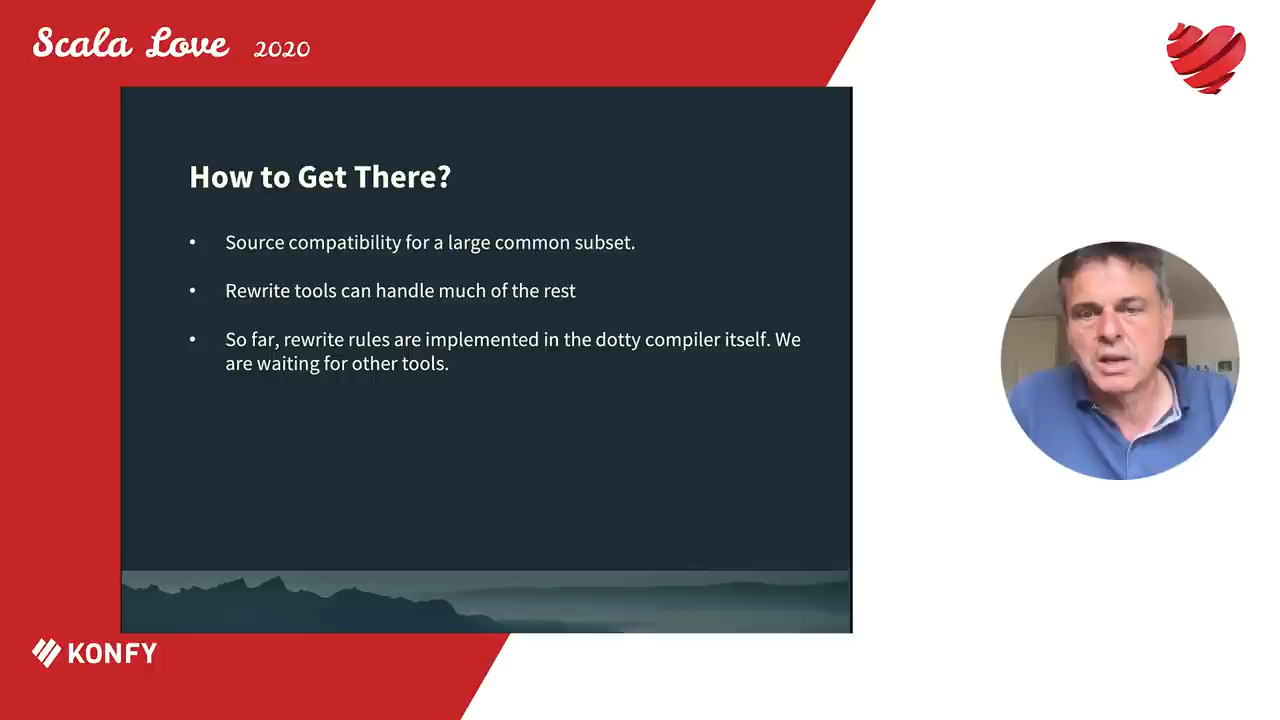 Scala Love 2020
How to Get There?
• Source compatibility for a large common subset.
• Rewrite tools can handle much of the rest
• So far, rewrite rules are implemented in the dotty compiler itself. We
are waiting for other tools.
KONFY